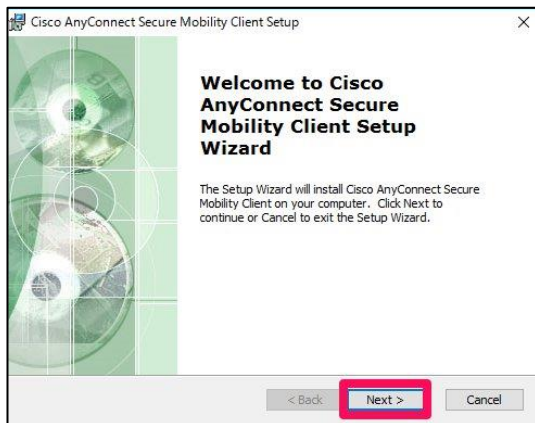 Cisco AnyConnect Secure Mobility Client Setup
Welcome to Cisco
AnyConnect Secure
Mobility Client Setup
Wizard
The Setup Wizard will install Cisco AnyConnect Secure
Mobility Client on your computer. Click Next to
continue or Cancel to exit the Setup Wizard.
< Back
Next >
Cancel